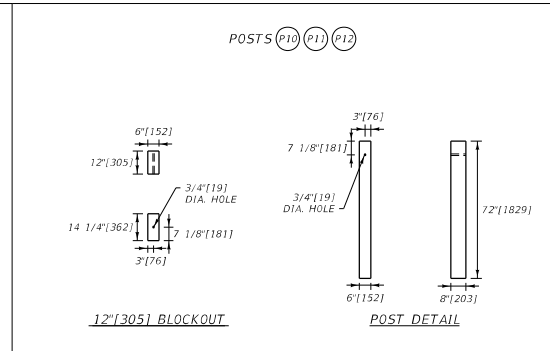 POSTS P10 P11 P12
6"[152]
12"[305]
3/4"[19]
DIA. HOLE
14 1/4"[362]
7 1/8"[181]
3"[76]
12"[305] BLOCKOUT
3"[76]
7 1/8"[181]
3/4"[19]
DIA. HOLE
72"[1829]
6"[152]
8"[203]
POST DETAIL